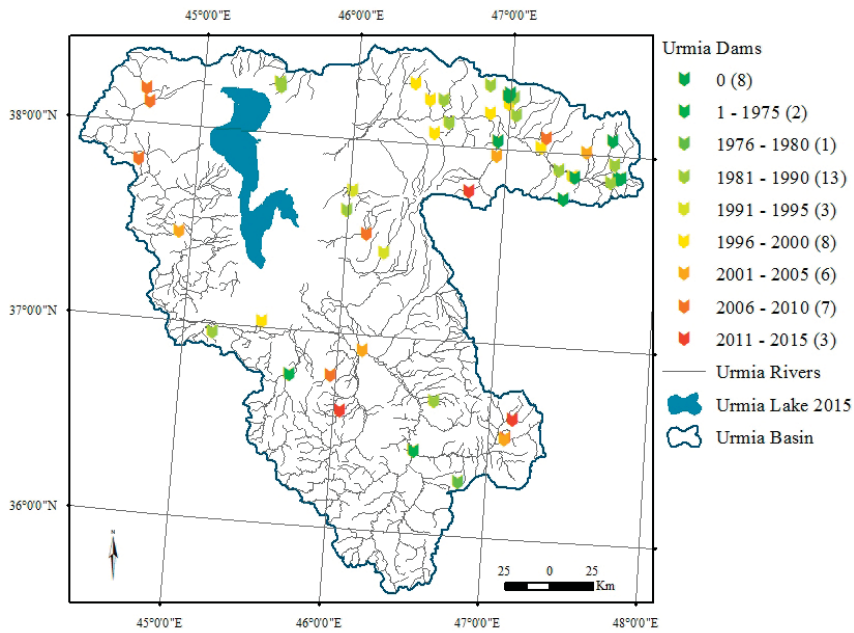 45°0'0"E 46°0'0"E 47°0'0"E
38°0'0"N
37°0'0"N
36°0'0"N
N
25 0 25
Km
45°0'0"E 46°0'0"E 47°0'0"E 48°0'0"E
Urmia Dams
0 (8)
1 - 1975 (2)
1976 - 1980 (1)
1981 - 1990 (13)
1991 - 1995 (3)
1996 - 2000 (8)
2001 - 2005 (6)
2006 - 2010 (7)
2011 - 2015 (3)
Urmia Rivers
Urmia Lake 2015
Urmia Basin